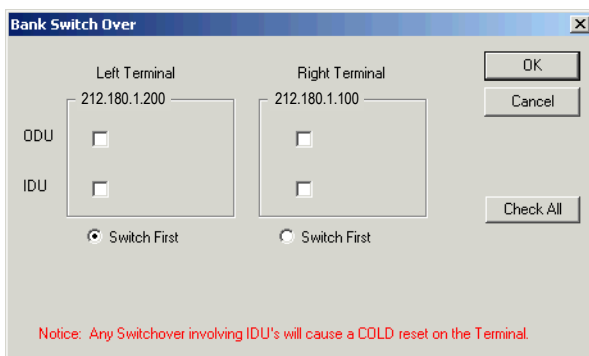 Bank Switch Over
Left Terminal Right Terminal OK
212.180.1.200 212.180.1.100 Cancel
ODU
IDU
Check All
Switch First Switch First
Notice: Any Switchover involving IDU's will cause a COLD reset on the Terminal.